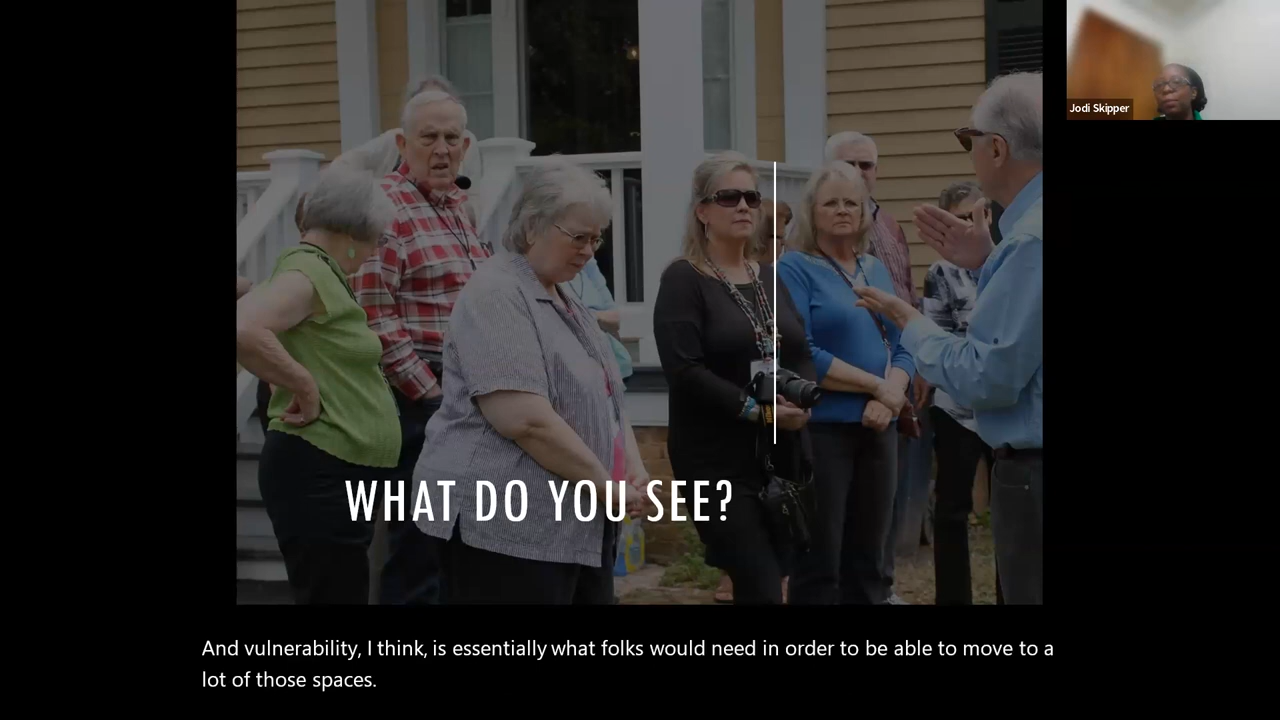 Jodi Skipper
WHAT DO YOU SEE?
And vulnerability, I think, is essentially what folks would need in order to be able to move to a
lot of those spaces.